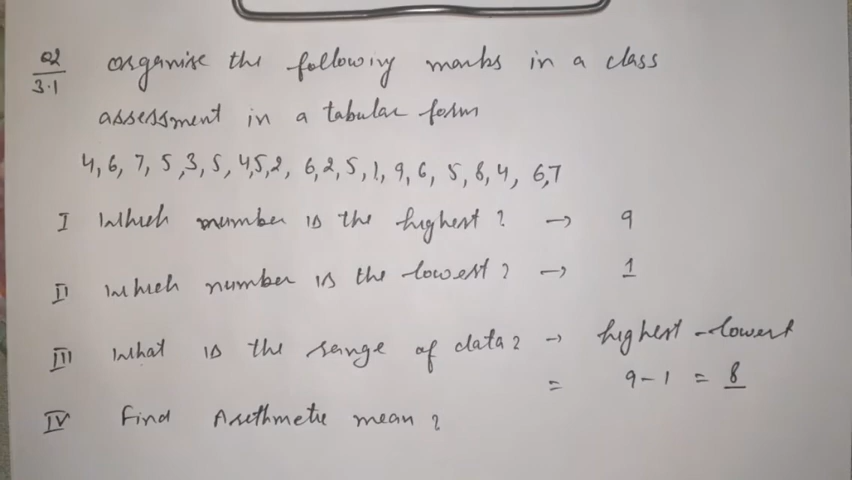 Q2
3.1
organise the following marks in a class
assessment in a tabular form
4, 6, 7, 5, 3, 5, 4, 5, 2, 6, 2, 5, 1, 9, 6, 5, 8, 4, 6, 7
I Which number is the highest ? → 9
II Which number is the lowest ? → 1
III What is the range of data ? → highest - lowest
= 9 - 1 = 8
IV Find Arithmetic mean ?